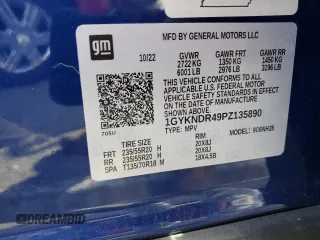 gm
MFD BY GENERAL MOTORS LLC
10/22 GVWR GAWR FRT GAWR RR
2722 KG 1350 KG 1450 KG
6001 LB 2976 LB 3196 LB
THIS VEHICLE CONFORMS TO ALL
APPLICABLE U.S. FEDERAL MOTOR
VEHICLE SAFETY
STANDARDS IN EFFECT ON THE DATE OF
MANUFACTURE SHOWN ABOVE.
1GYKNDR49PZ135890
TYPE: MPV MODEL:
TIRE SIZE RIM
FRT 235/55R20 H 20X8J
RR 235/55R20 H 20X8J
SPA T135/70R18 M 18X4.5B
DREAMBID